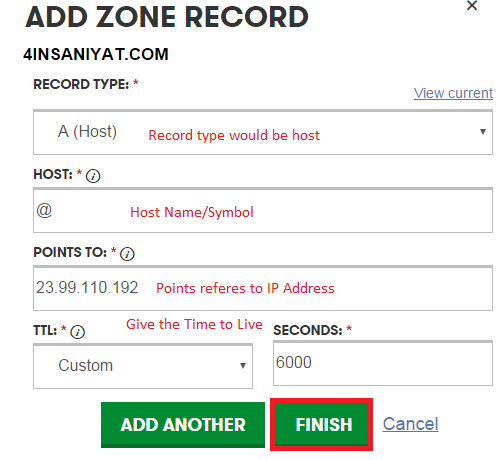 ADD ZONE RECORD
×
4INSANIYAT.COM
RECORD TYPE: *
View current
A (Host) Record type would be host
HOST: *
@ Host Name/Symbol
POINTS TO: *
23.99.110.192 Points referes to IP Address
TTL: * Give the Time to Live SECONDS: *
Custom 6000
ADD ANOTHER FINISH Cancel